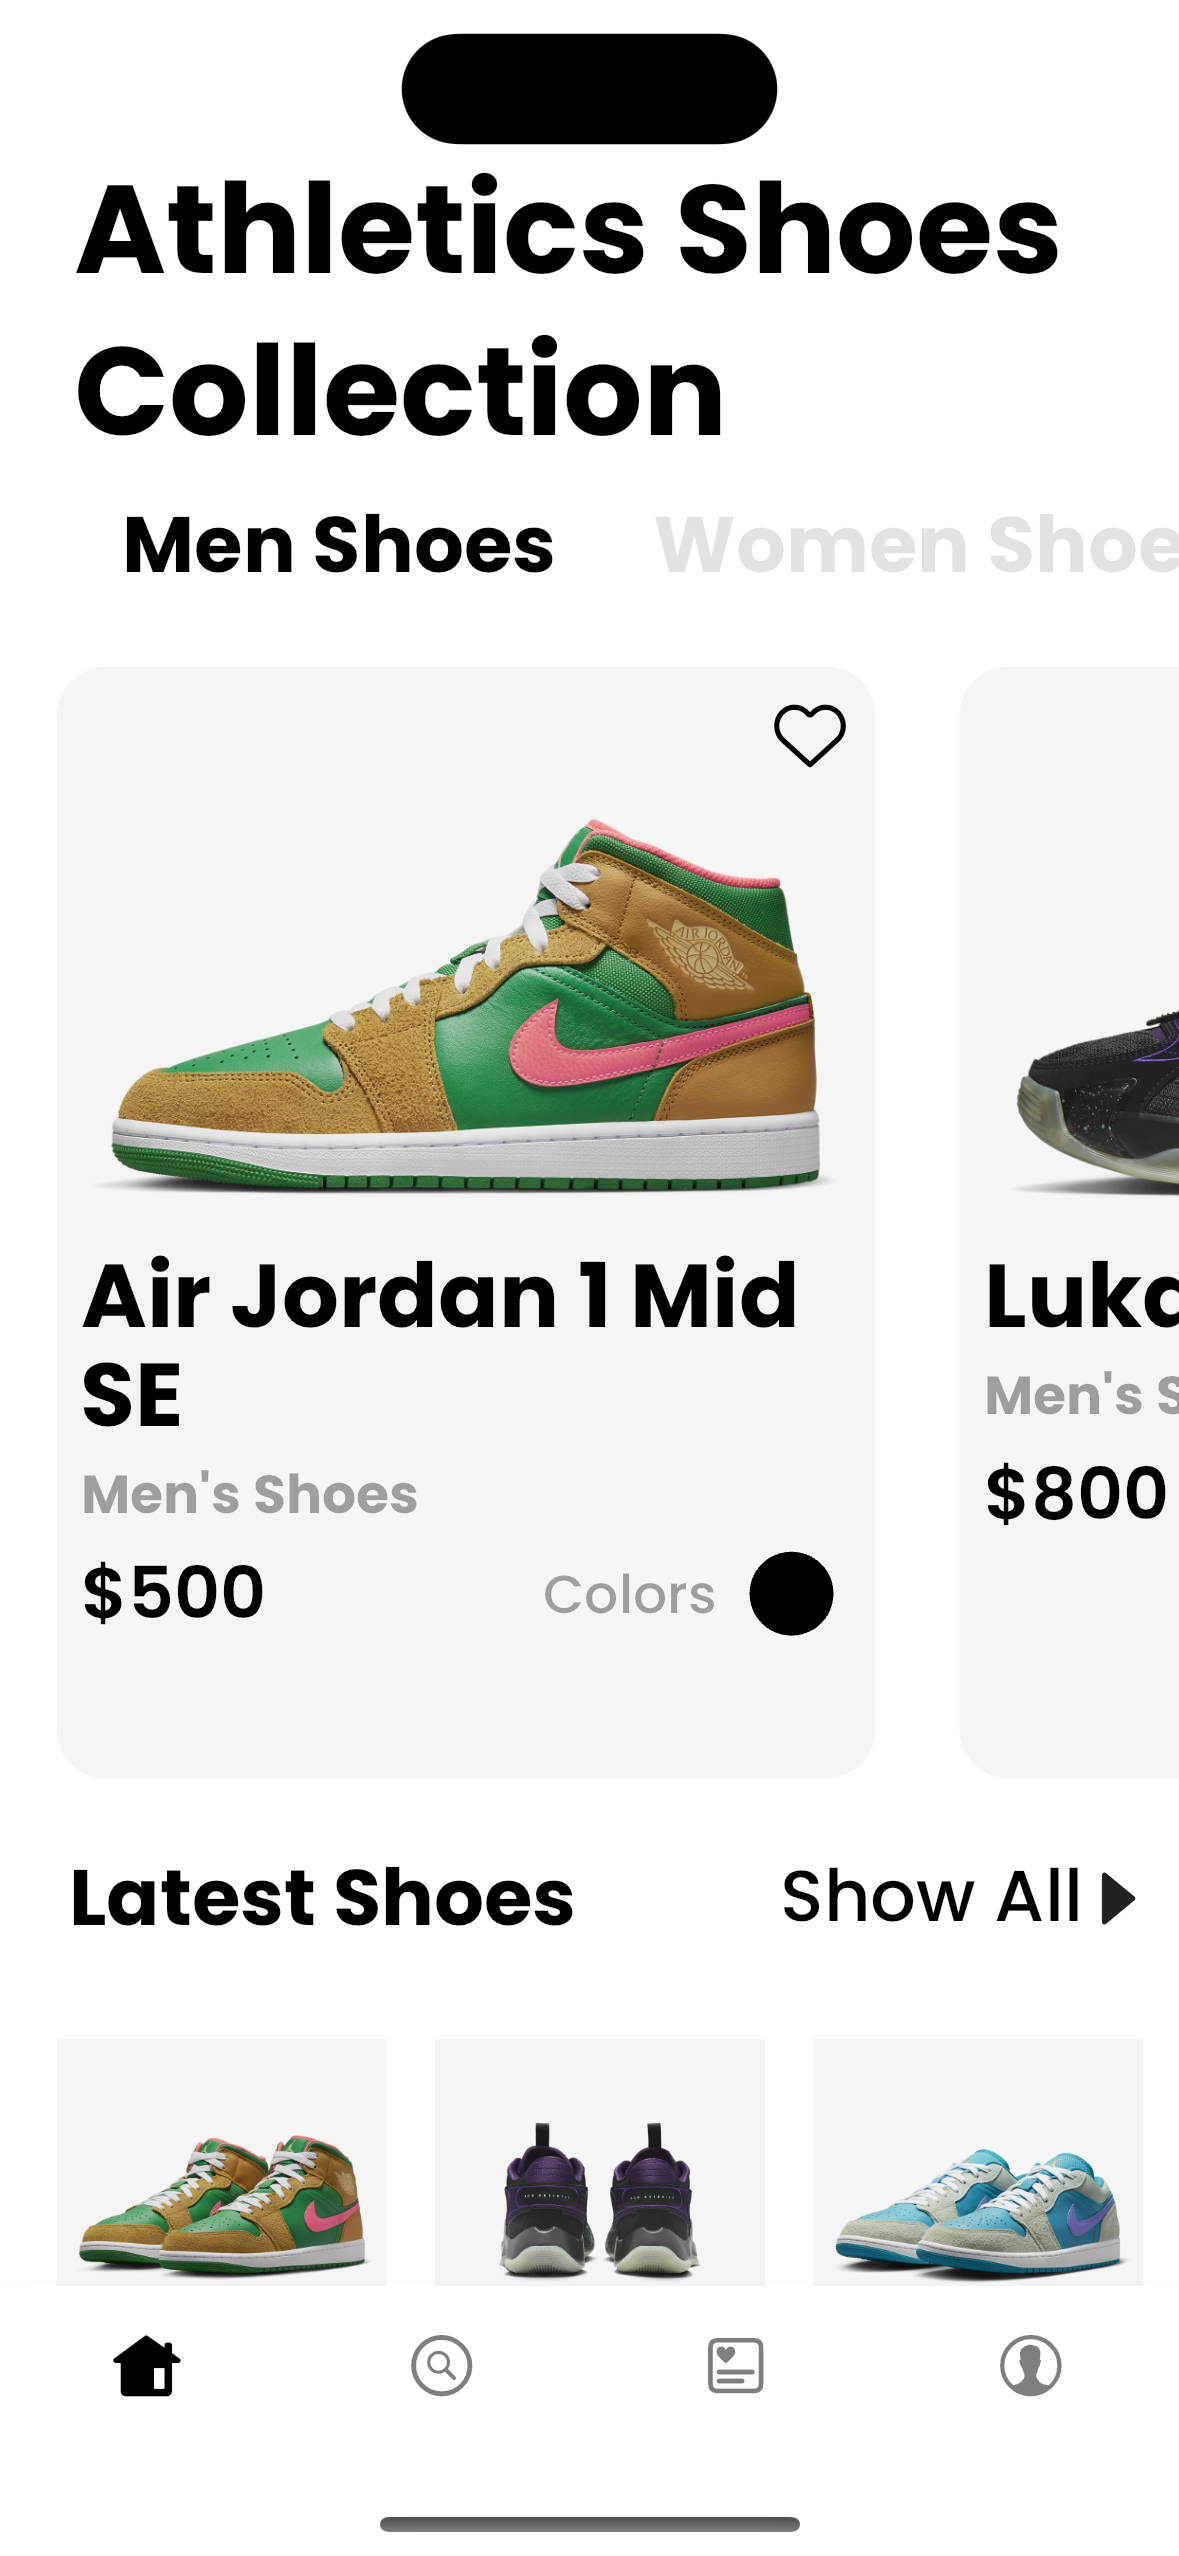 Athletics Shoes
Collection
Men Shoes Women Shoe
AIR JORDAN
Air Jordan 1 Mid
SE
Men's Shoes
$500 Colors
Luka
Men's S
$800
Latest Shoes Show All